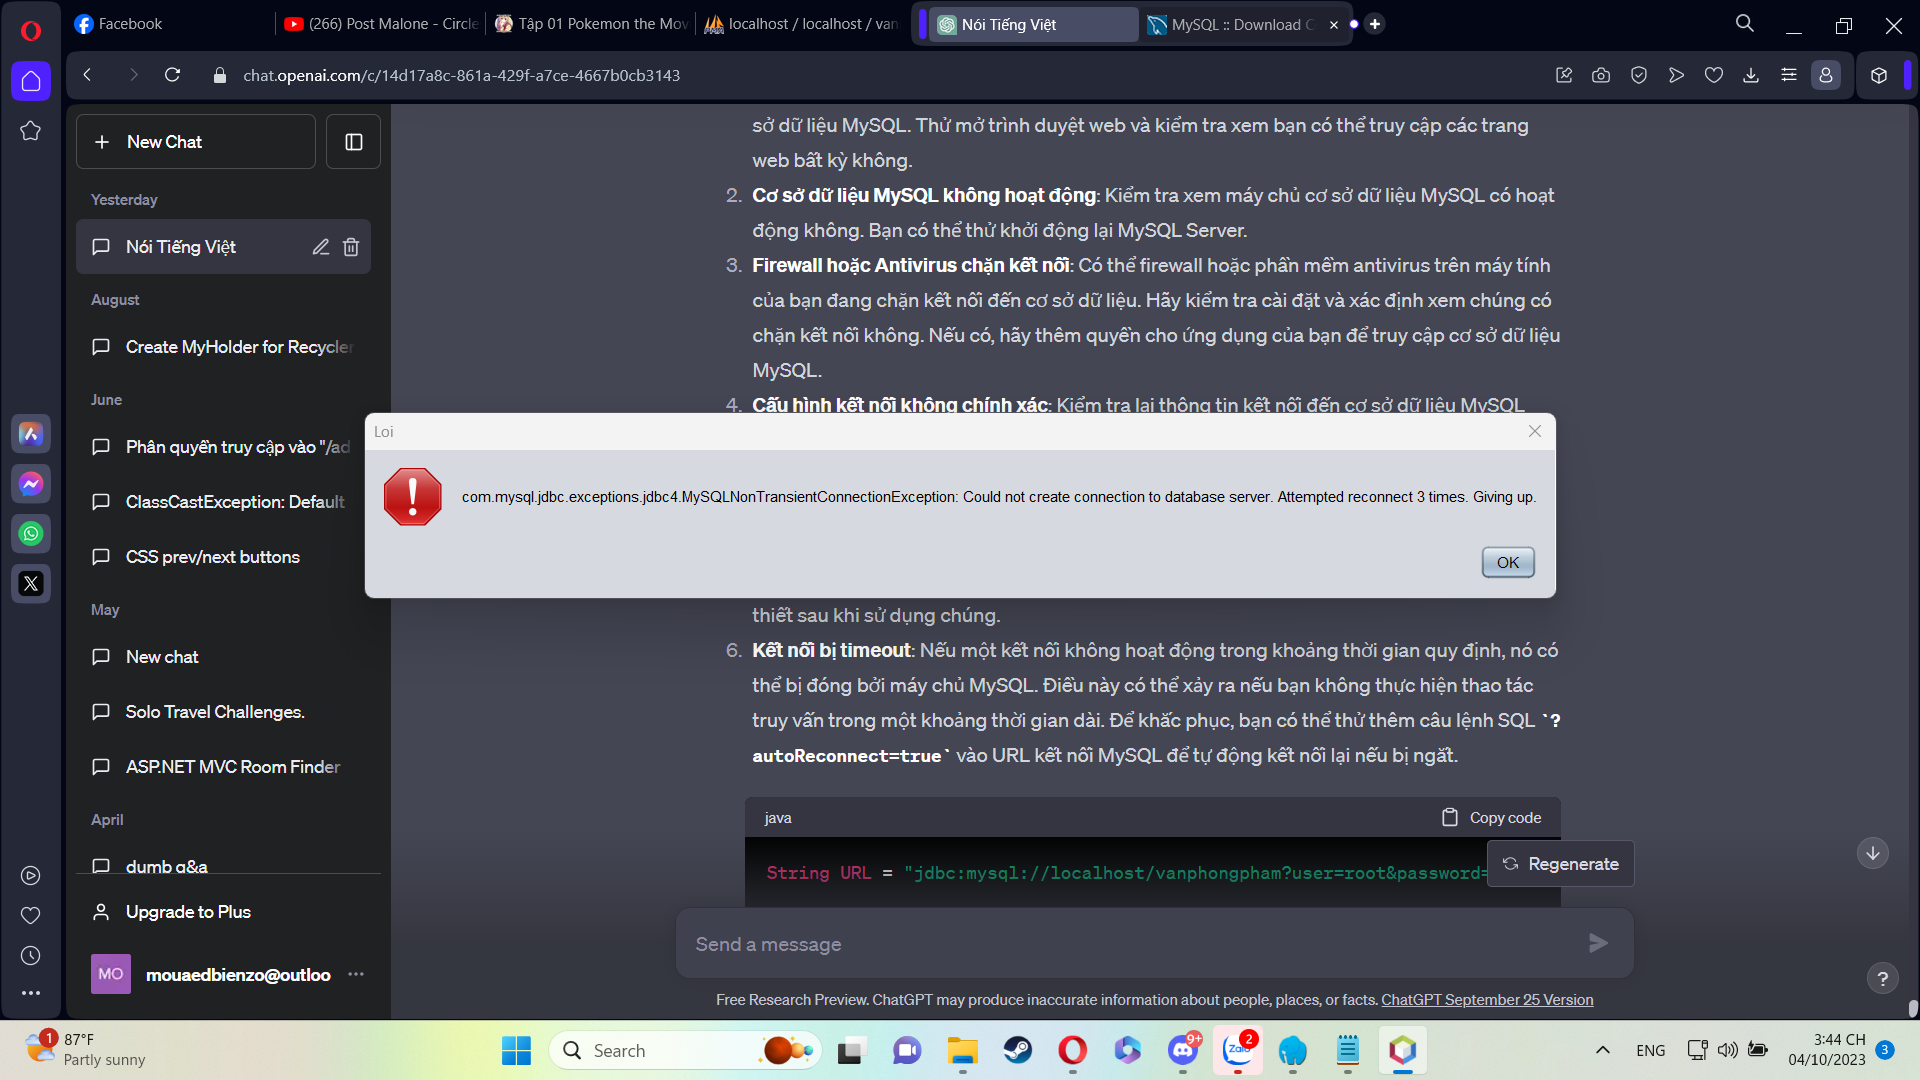 Facebook
(266) Post Malone - Circle
Tập 01 Pokemon the Mov
localhost / localhost / van
Nói Tiếng Việt
MySQL :: Download C
chat.openai.com/c/14d17a8c-861a-429f-a7ce-4667b0cb3143
New Chat
Yesterday
Nói Tiếng Việt
August
Create MyHolder for Recycler
June
Phân quyền truy cập vào "/ad
ClassCastException: Default
CSS prev/next buttons
May
New chat
Solo Travel Challenges.
ASP.NET MVC Room Finder
April
dumb q&a
Upgrade to Plus
MO
mouaedbienzo@outloo
sở dữ liệu MySQL. Thử mở trình duyệt web và kiểm tra xem bạn có thể truy cập các trang
web bất kỳ không.
2. Cơ sở dữ liệu MySQL không hoạt động: Kiểm tra xem máy chủ cơ sở dữ liệu MySQL có hoạt
động không. Bạn có thể thử khởi động lại MySQL Server.
3. Firewall hoặc Antivirus chặn kết nối: Có thể firewall hoặc phần mềm antivirus trên máy tính
của bạn đang chặn kết nối đến cơ sở dữ liệu. Hãy kiểm tra cài đặt và xác định xem chúng có
chặn kết nối không. Nếu có, hãy thêm quyền cho ứng dụng của bạn để truy cập cơ sở dữ liệu
MySQL.
4. Cấu hình kết nối không chính xác: Kiểm tra lại thông tin kết nối đến cơ sở dữ liệu MySQL
Loi
com.mysql.jdbc.exceptions.jdbc4.MySQLNonTransientConnectionException: Could not create connection to database server. Attempted reconnect 3 times. Giving up.
OK
thiết sau khi sử dụng chúng.
6. Kết nối bị timeout: Nếu một kết nối không hoạt động trong khoảng thời gian quy định, nó có
thể bị đóng bởi máy chủ MySQL. Điều này có thể xảy ra nếu bạn không thực hiện thao tác
truy vấn trong một khoảng thời gian dài. Để khắc phục, bạn có thể thử thêm câu lệnh SQL `?
autoReconnect=true` vào URL kết nối MySQL để tự động kết nối lại nếu bị ngắt.
java
Copy code
String URL = "jdbc:mysql://localhost/vanphongpham?user=root&password=
Regenerate
Send a message
Free Research Preview. ChatGPT may produce inaccurate information about people, places, or facts. ChatGPT September 25 Version
?
1
87°F
Partly sunny
Search
9+
2
Zalo
ENG
3:44 CH
04/10/2023
3